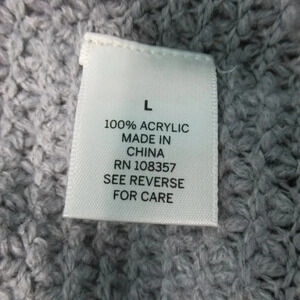 L
100% ACRYLIC
MADE IN
CHINA
RN 108357
SEE REVERSE
FOR CARE